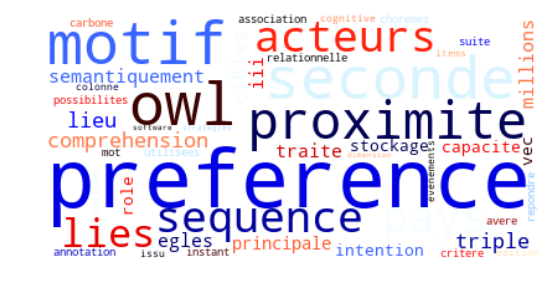 carbone association cognitive choremes
motif acteurs suite
relationnelle items
semantiquement iii seconde millions
colonne
possibilites owl
lieu proximite
software strategies
comprehension
mot utilisees traite stockage capacite vec
dimension
preference
role evenements repondre
lies sequence pays avere
egles principale triple
annotation issu instant intention critere